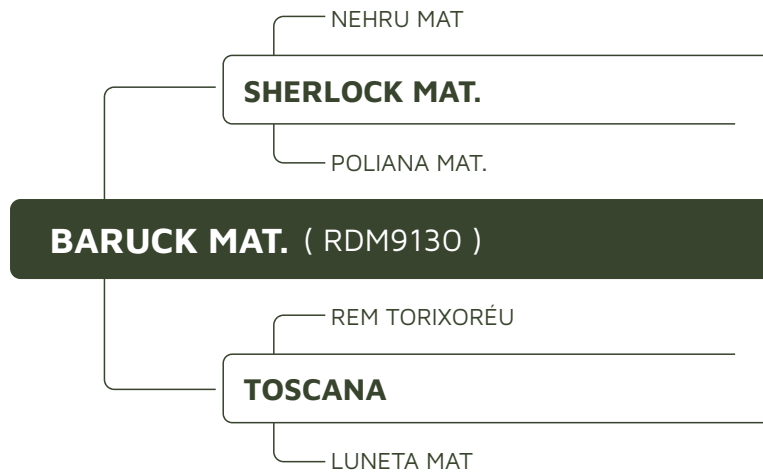 NEHRU MAT
SHERLOCK MAT.
POLIANA MAT.
BARUCK MAT. ( RDM9130 )
REM TORIXORÉU
TOSCANA
LUNETA MAT